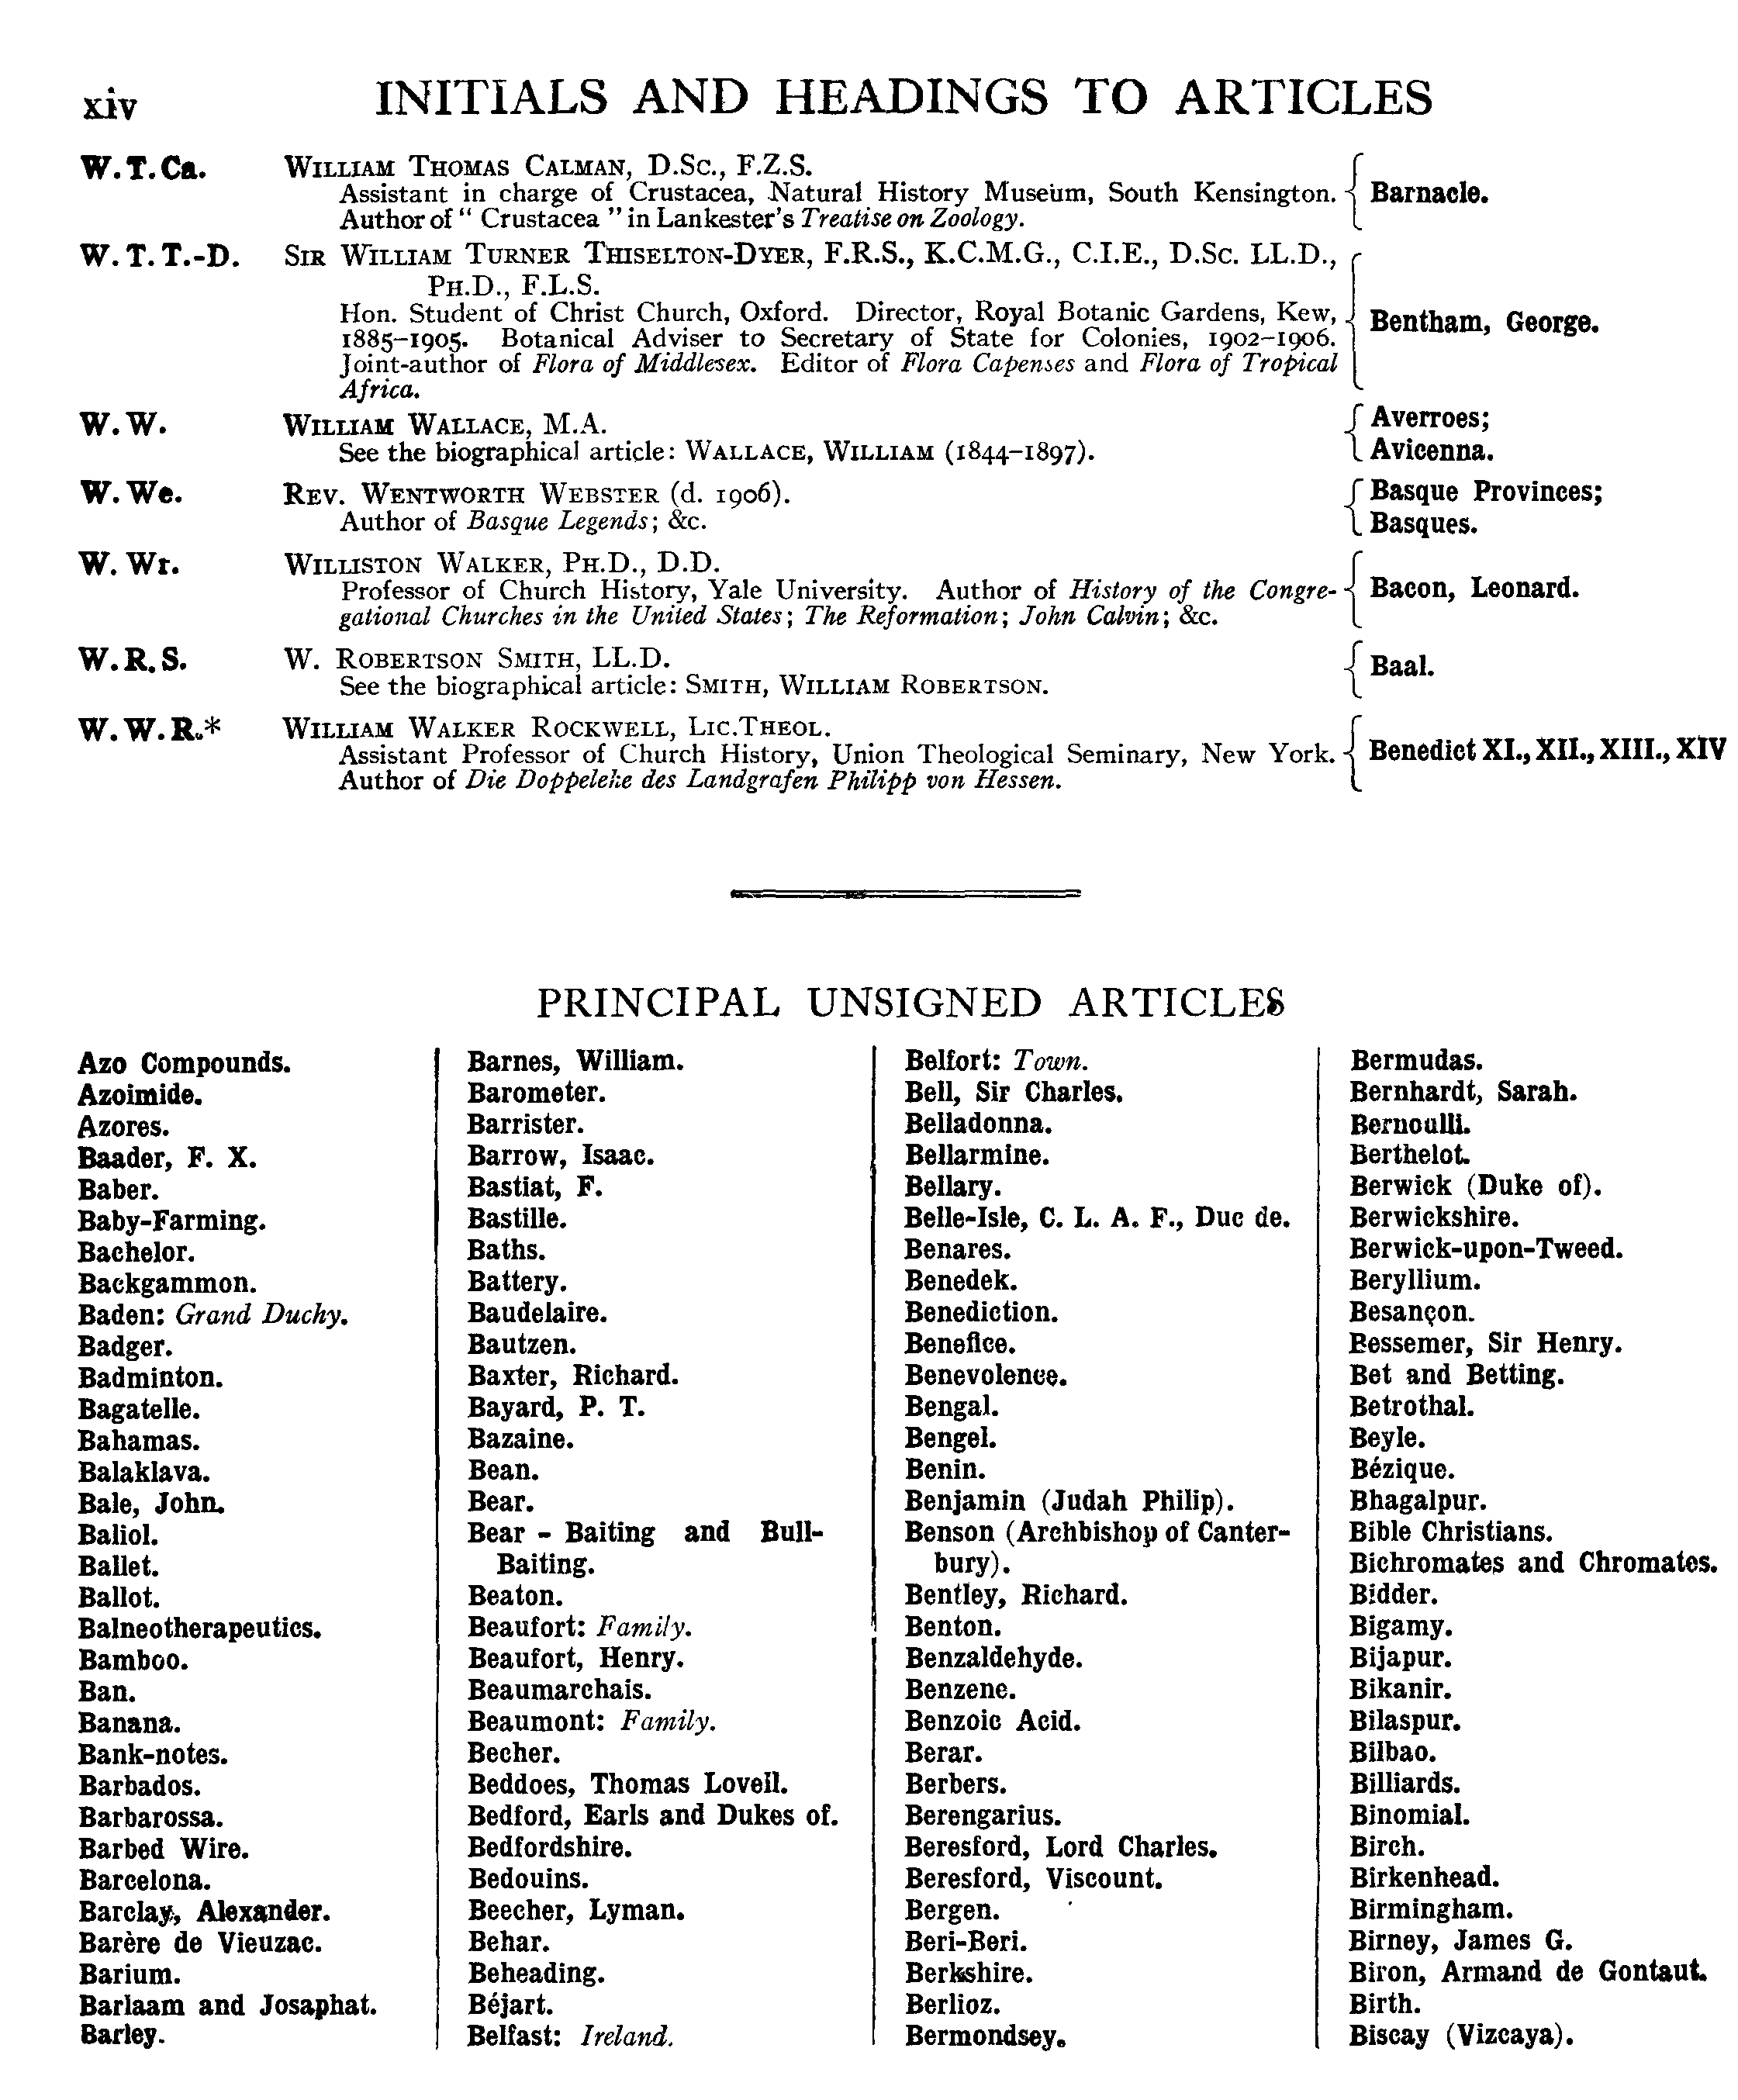 xiv INITIALS AND HEADINGS TO ARTICLES
W. T. Ca. WILLIAM THOMAS CALMAN, D.SC., F.Z.S.
Assistant in charge of Crustacea, Natural History Museum, South Kensington.
Author of “ Crustacea ” in Lankester's Treatise on Zoology.
Barnacle.
W. T. T.-D. SIR WILLIAM TURNER THISELTON-DYER, F.R.S., K.C.M.G., C.I.E., D.SC. LL.D.,
PH.D., F.L.S.
Hon. Student of Christ Church, Oxford. Director, Royal Botanic Gardens, Kew,
1885–1905. Botanical Adviser to Secretary of State for Colonies, 1902–1906.
Joint-author of Flora of Middlesex. Editor of Flora Capenses and Flora of Tropical
Africa.
Bentham, George.
W. W. WILLIAM WALLACE, M.A.
See the biographical article: WALLACE, WILLIAM (1844–1897).
Averroes;
Avicenna.
W. We. REV. WENTWORTH WEBSTER (d. 1906).
Author of Basque Legends; &c.
Basque Provinces;
Basques.
W. Wr. WILLISTON WALKER, PH.D., D.D.
Professor of Church History, Yale University. Author of History of the Congre-
gational Churches in the United States; The Reformation; John Calvin; &c.
Bacon, Leonard.
W. R. S. W. ROBERTSON SMITH, LL.D.
See the biographical article: SMITH, WILLIAM ROBERTSON.
Baal.
W. W. R.* WILLIAM WALKER ROCKWELL, LIC.THEOL.
Assistant Professor of Church History, Union Theological Seminary, New York.
Author of Die Doppelehe des Landgrafen Philipp von Hessen.
Benedict XI., XII., XIII., XIV
PRINCIPAL UNSIGNED ARTICLES
Azo Compounds.
Azoimide.
Azores.
Baader, F. X.
Baber.
Baby-Farming.
Bachelor.
Backgammon.
Baden: Grand Duchy.
Badger.
Badminton.
Bagatelle.
Bahamas.
Balaklava.
Bale, John.
Baliol.
Ballet.
Ballot.
Balneotherapeutics.
Bamboo.
Ban.
Banana.
Bank-notes.
Barbados.
Barbarossa.
Barbed Wire.
Barcelona.
Barclay, Alexander.
Barère de Vieuzac.
Barium.
Barlaam and Josaphat.
Barley.
Barnes, William.
Barometer.
Barrister.
Barrow, Isaac.
Bastiat, F.
Bastille.
Baths.
Battery.
Baudelaire.
Bautzen.
Baxter, Richard.
Bayard, P. T.
Bazaine.
Bean.
Bear.
Bear - Baiting and Bull-
Baiting.
Beaton.
Beaufort: Family.
Beaufort, Henry.
Beaumarchais.
Beaumont: Family.
Becher.
Beddoes, Thomas Lovell.
Bedford, Earls and Dukes of.
Bedfordshire.
Bedouins.
Beecher, Lyman.
Behar.
Beheading.
Béjart.
Belfast: Ireland.
Belfort: Town.
Bell, Sir Charles.
Belladonna.
Bellarmine.
Bellary.
Belle-Isle, C. L. A. F., Duc de.
Benares.
Benedek.
Benediction.
Benefice.
Benevolence.
Bengal.
Bengel.
Benin.
Benjamin (Judah Philip).
Benson (Archbishop of Canter-
bury).
Bentley, Richard.
Benton.
Benzaldehyde.
Benzene.
Benzoic Acid.
Berar.
Berbers.
Berengarius.
Beresford, Lord Charles.
Beresford, Viscount.
Bergen.
Beri-Beri.
Berkshire.
Berlioz.
Bermondsey.
Bermudas.
Bernhardt, Sarah.
Bernoulli.
Berthelot.
Berwick (Duke of).
Berwickshire.
Berwick-upon-Tweed.
Beryllium.
Besançon.
Bessemer, Sir Henry.
Bet and Betting.
Betrothal.
Beyle.
Bézique.
Bhagalpur.
Bible Christians.
Bichromates and Chromates.
Bidder.
Bigamy.
Bijapur.
Bikanir.
Bilaspur.
Bilbao.
Billiards.
Binomial.
Birch.
Birkenhead.
Birmingham.
Birney, James G.
Biron, Armand de Gontaut.
Birth.
Biscay (Vizcaya).